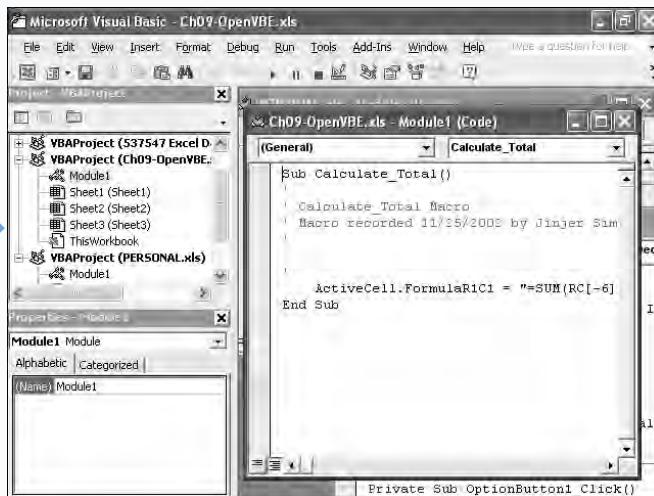 Microsoft Visual Basic - Ch09-OpenVBE.xls
File Edit View Insert Format Debug Run Tools Add-Ins Window Help Type a question for help
Project - VBAProject
VBAProject (537547 Excel D
VBAProject (Ch09-OpenVBE.
Module1
Sheet1 (Sheet1)
Sheet2 (Sheet2)
Sheet3 (Sheet3)
ThisWorkbook
VBAProject (PERSONAL.xls)
Module1
Properties - Module1
Module1 Module
Alphabetic Categorized
(Name) Module1
Ch09-OpenVBE.xls - Module1 (Code)
(General) Calculate_Total
Sub Calculate_Total()
'
' Calculate_Total Macro
' Macro recorded 11/25/2002 by Jinjer Sim
'
'
ActiveCell.FormulaR1C1 = "=SUM(RC[-6]
End Sub
Private Sub OptionButton1_Click()